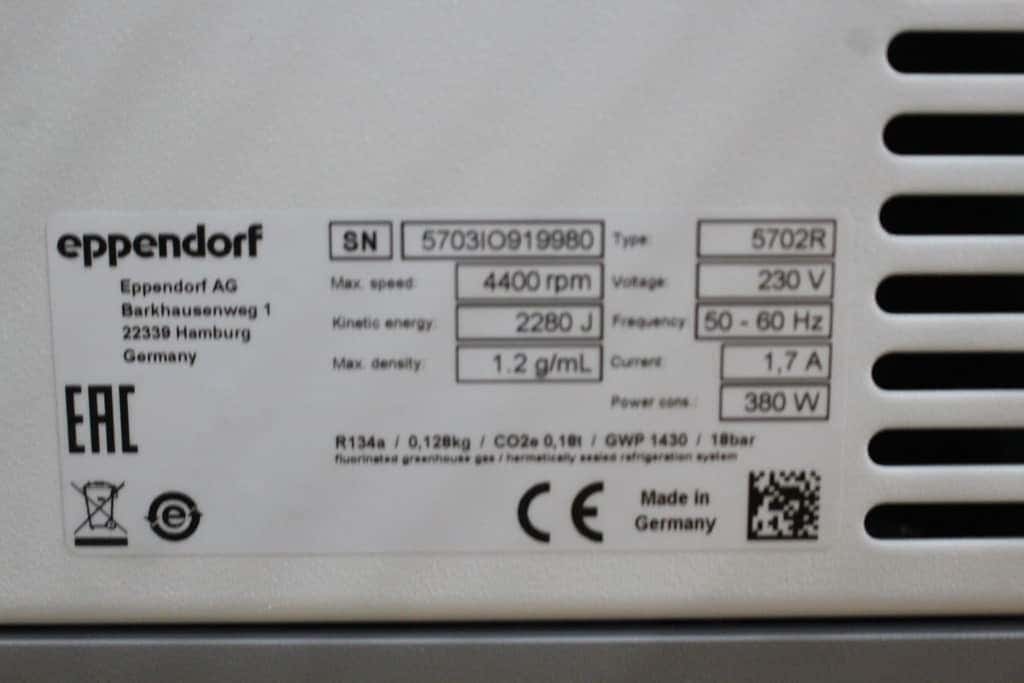 eppendorf
Eppendorf AG
Barkhausenweg 1
22339 Hamburg
Germany
EAC
SN 5703IO919980 Type: 5702R
Max. speed: 4400 rpm Voltage: 230 V
Kinetic energy: 2280 J Frequency: 50 - 60 Hz
Max. density: 1.2 g/mL Current: 1,7 A
Power cons.: 380 W
R134a / 0,128kg / CO2e 0,18t / GWP 1430 / 18bar
fluorinated greenhouse gas / hermetically sealed refrigeration system
e
CE
Made in
Germany